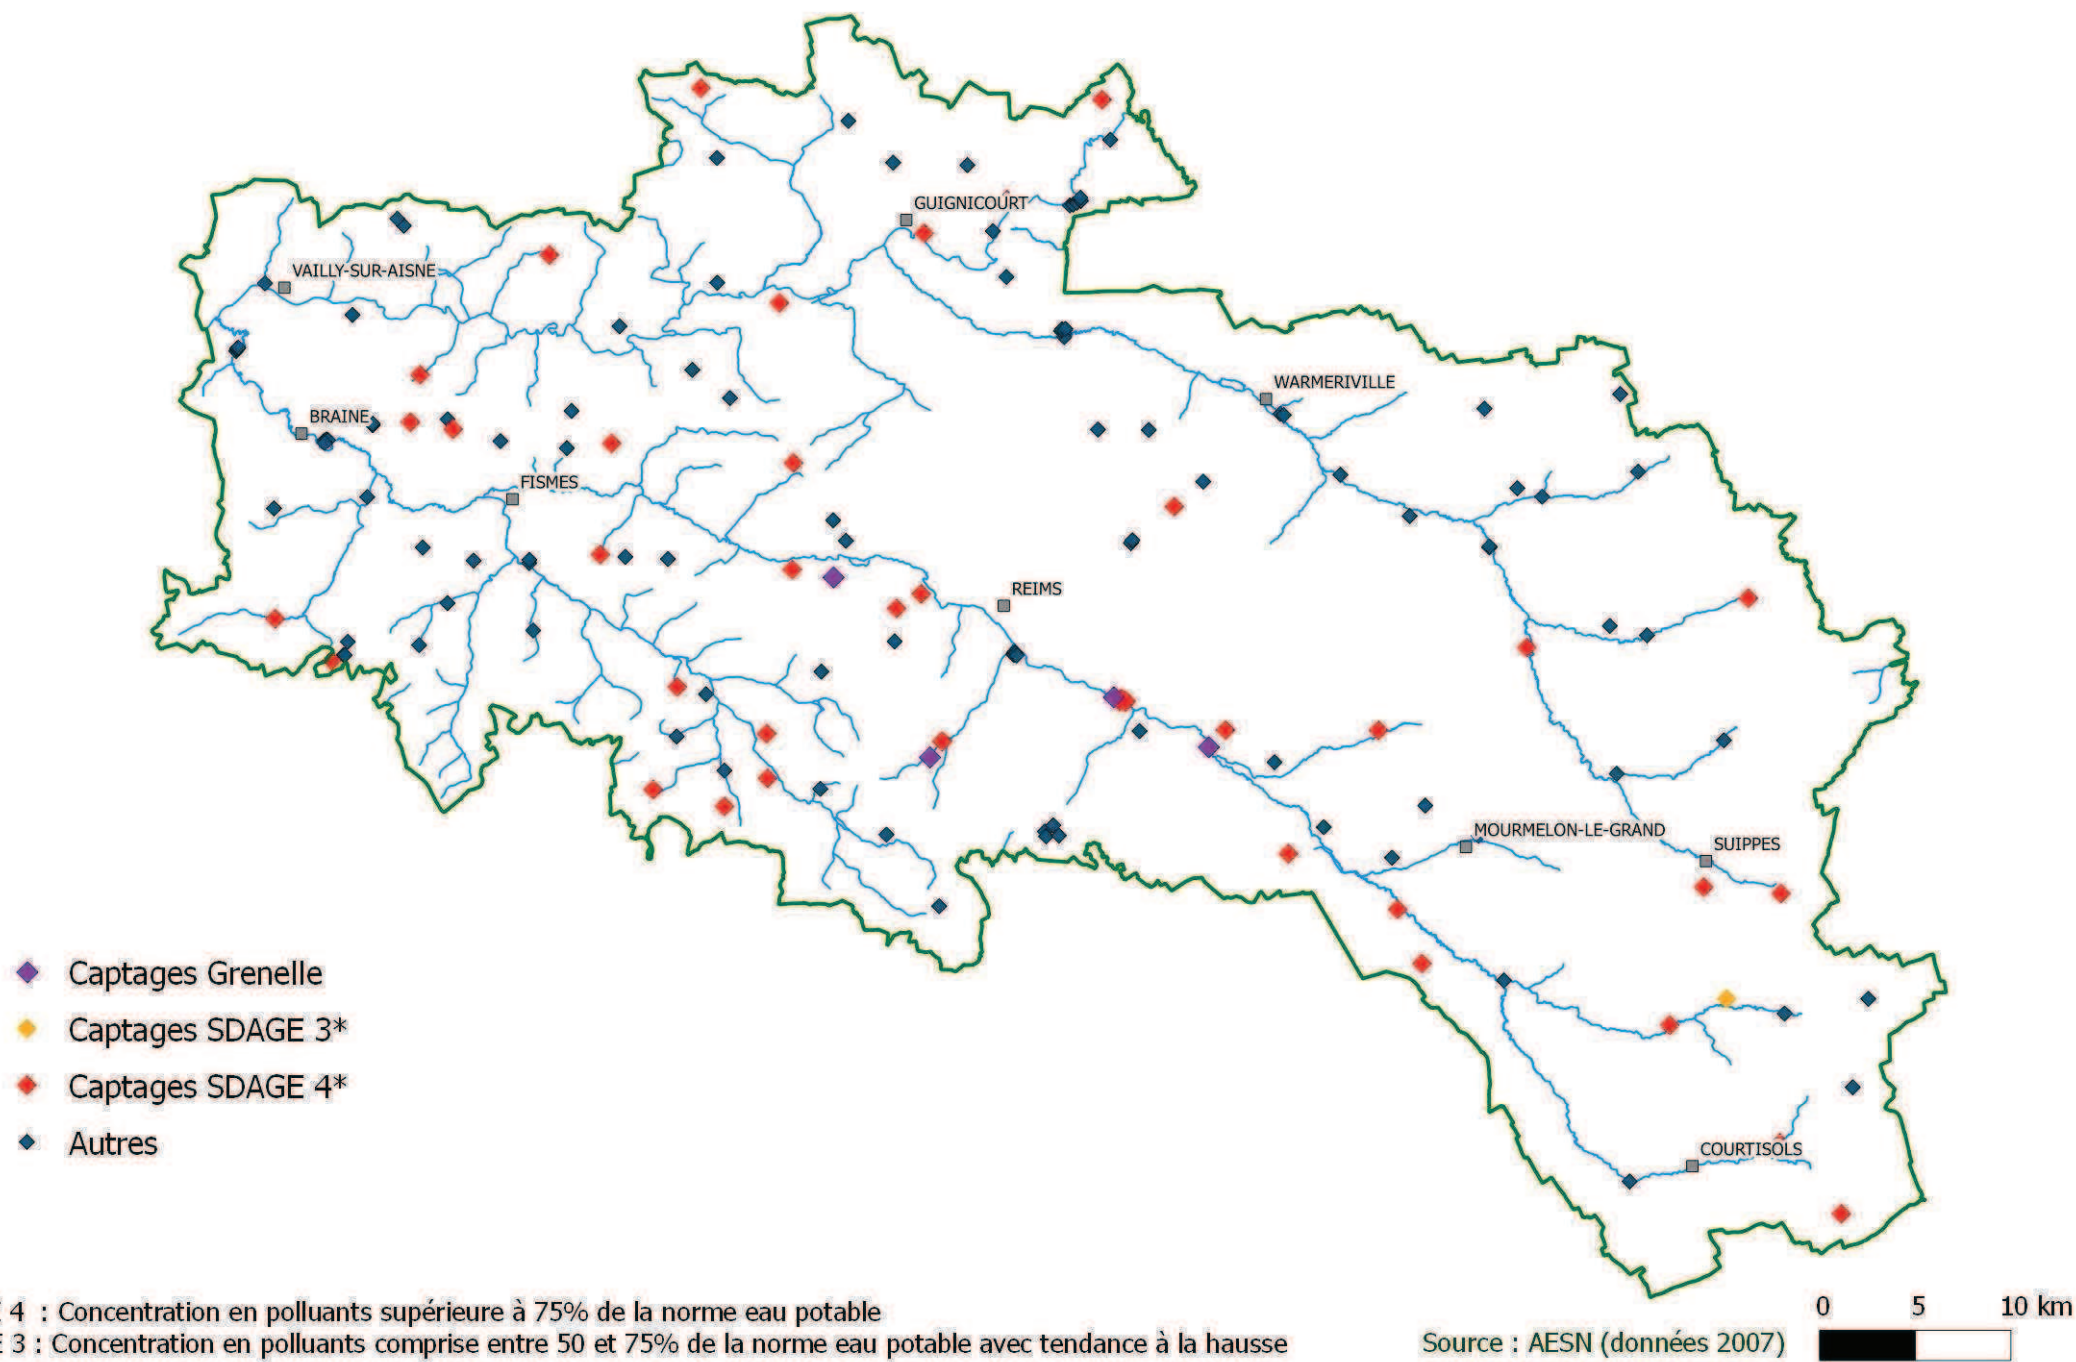 GUIGNICOURT
VAILLY-SUR-AISNE
WARMERIVILLE
BRAINE
FISMES
REIMS
MOURMELON-LE-GRAND
SUIPPES
COURTISOLS
Captages Grenelle
Captages SDAGE 3*
Captages SDAGE 4*
Autres
4 : Concentration en polluants supérieure à 75% de la norme eau potable
E 3 : Concentration en polluants comprise entre 50 et 75% de la norme eau potable avec tendance à la hausse
Source : AESN (données 2007)
0 5 10 km